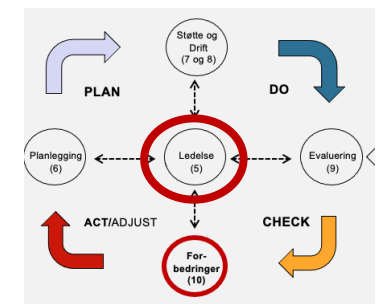 Støtte og
Drift
(7 og 8)
PLAN
DO
Planlegging
(6)
Ledelse
(5)
Evaluering
(9)
ACT/ADJUST
CHECK
For-
bedringer
(10)